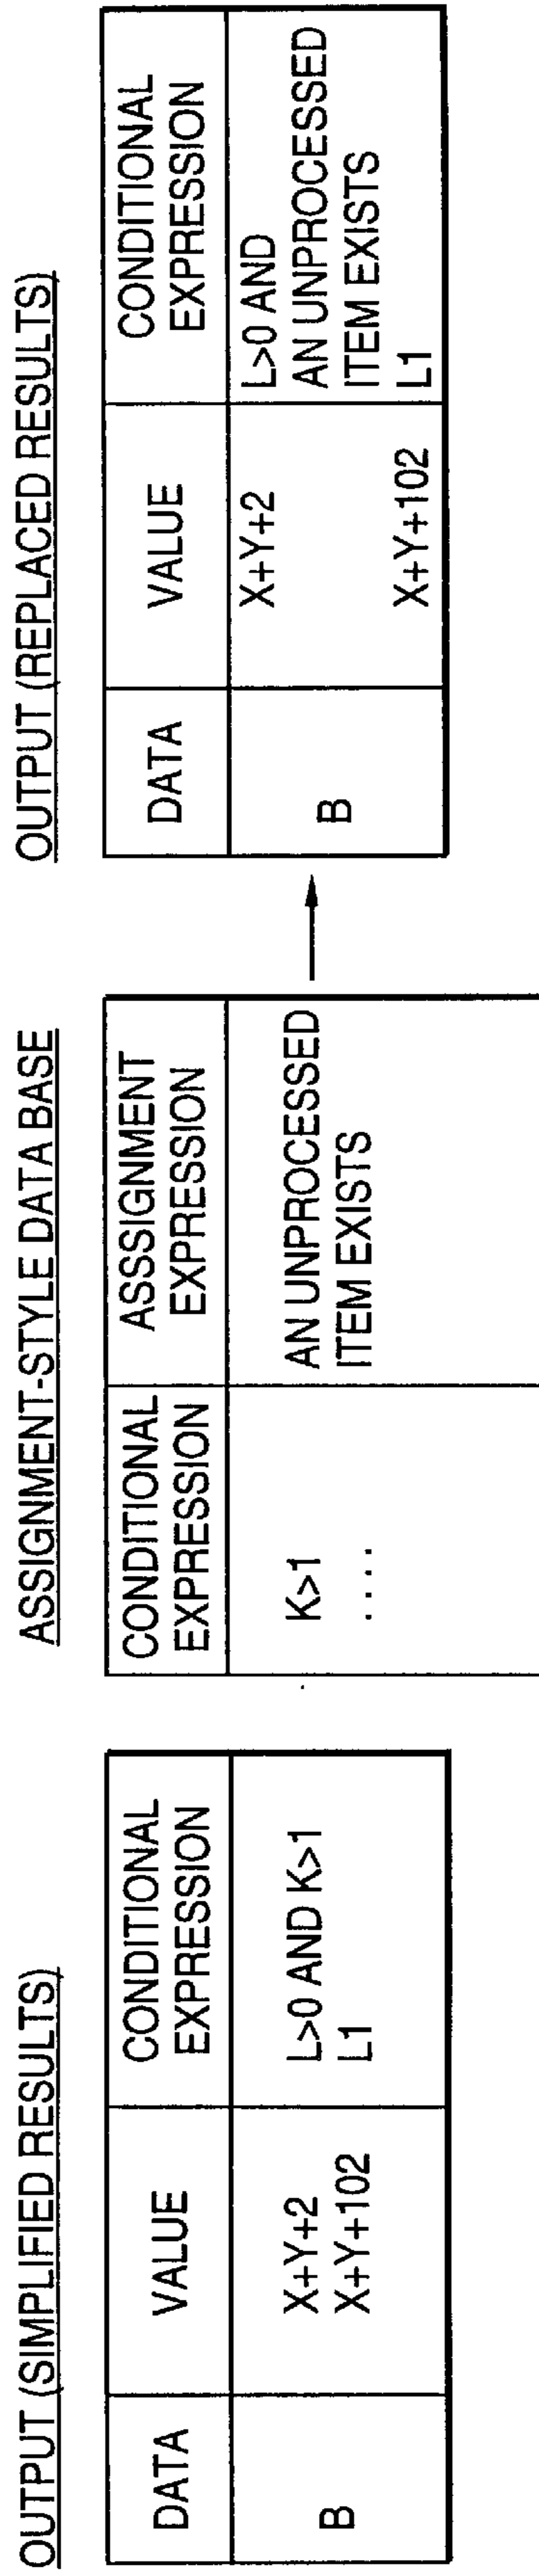 OUTPUT (SIMPLIFIED RESULTS)
DATA
VALUE
CONDITIONAL
EXPRESSION
B
X+Y+2
L>0 AND K>1
X+Y+102
L1
ASSIGNMENT-STYLE DATA BASE
CONDITIONAL
EXPRESSION
ASSSIGNMENT
EXPRESSION
K>1
AN UNPROCESSED
ITEM EXISTS
....
OUTPUT (REPLACED RESULTS)
DATA
VALUE
CONDITIONAL
EXPRESSION
B
X+Y+2
L>0 AND
AN UNPROCESSED
ITEM EXISTS
X+Y+102
L1